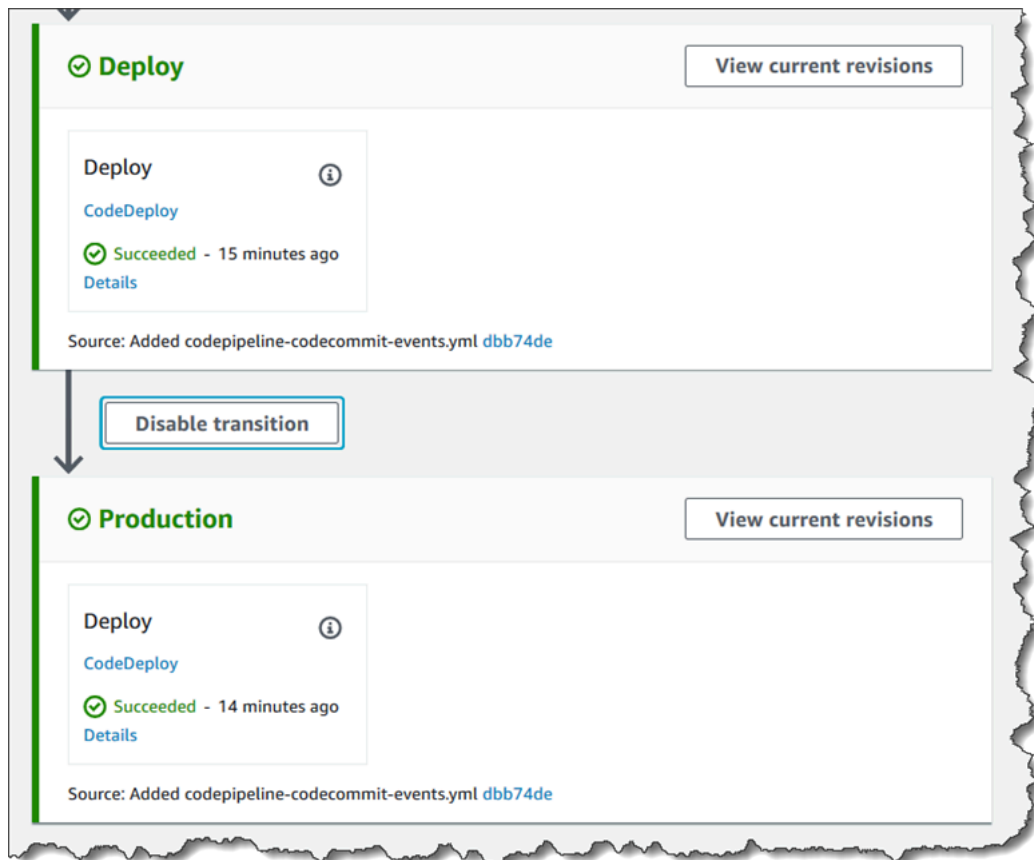 Deploy
View current revisions
Deploy
CodeDeploy
Succeeded - 15 minutes ago
Details
Source: Added codepipeline-codecommit-events.yml dbb74de
Disable transition
Production
View current revisions
Deploy
CodeDeploy
Succeeded - 14 minutes ago
Details
Source: Added codepipeline-codecommit-events.yml dbb74de